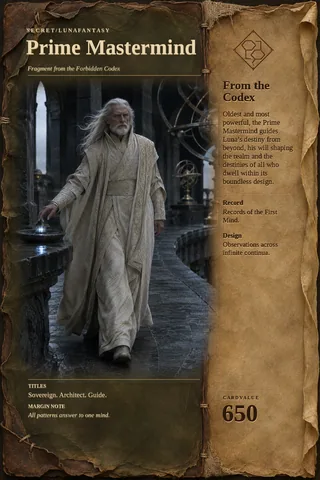 SECRET/LUNAFANTASY
Prime Mastermind
Fragment from the Forbidden Codex
From the
Codex
Oldest and most
powerful, the Prime
Mastermind guides
Luna's destiny from
beyond, his will shaping
the realm and the
destinies of all who
dwell within its
boundless design.
Record
Records of the First
Mind.
Design
Observations across
infinite continua.
TITLES
Sovereign. Architect. Guide.
MARGIN NOTE
All patterns answer to one mind.
CARDVALUE
650